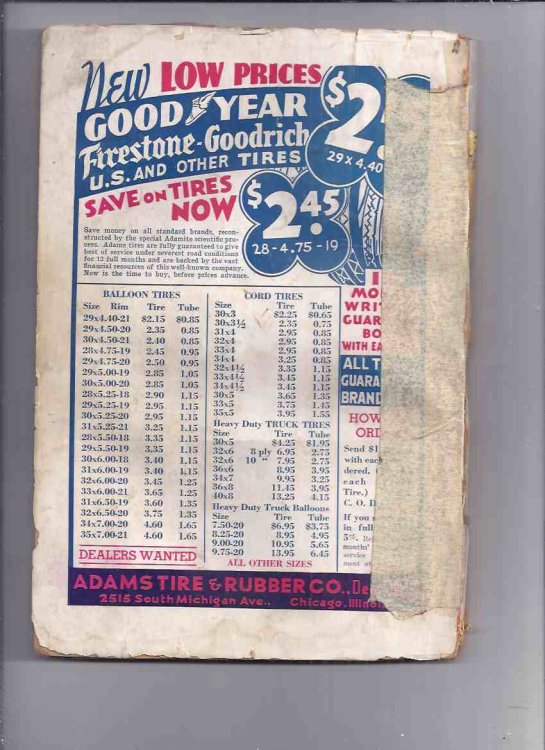 New LOW PRICES
GOOD YEAR
Firestone-Goodrich
U.S. AND OTHER TIRES
$2
29 x 4.40
SAVE ON TIRES
NOW
$2.45
28-4.75-19
Save money on all standard brands, recon-
structed by the special Adamite scientific pro-
cess. Adams tires are fully guaranteed to give
best of service under severest road conditions
for 12 full months and are backed by the vast
financial resources of this well-known company.
Now is the time to buy, before prices advance.
BALLOON TIRES
Size Rim Tire Tube
29x4.40-21 $2.15 $0.85
29x4.50-20 2.35 0.85
30x4.50-21 2.40 0.85
28x4.75-19 2.45 0.95
29x4.75-20 2.50 0.95
29x5.00-19 2.85 1.05
30x5.00-20 2.85 1.05
28x5.25-18 2.90 1.15
29x5.25-19 2.95 1.15
30x5.25-20 2.95 1.15
31x5.25-21 3.25 1.15
28x5.50-18 3.35 1.15
29x5.50-19 3.35 1.15
30x6.00-18 3.40 1.15
31x6.00-19 3.40 1.15
32x6.00-20 3.45 1.25
33x6.00-21 3.65 1.25
31x6.50-19 3.60 1.35
32x6.50-20 3.75 1.35
34x7.00-20 4.60 1.65
35x7.00-21 4.60 1.65
DEALERS WANTED
CORD TIRES
Size Tire Tube
30x3 $2.25 $0.65
30x3½ 2.35 0.75
31x4 2.95 0.85
32x4 2.95 0.85
33x4 2.95 0.85
34x4 3.25 0.85
32x4½ 3.35 1.15
33x4½ 3.45 1.15
34x4½ 3.45 1.15
30x5 3.65 1.35
33x5 3.75 1.45
35x5 3.95 1.55
Heavy Duty TRUCK TIRES
Size Tire Tube
30x5 $4.25 $1.95
32x6 8 ply 6.95 2.75
32x6 10 " 7.95 2.75
36x6 8.95 3.95
34x7 9.95 3.25
36x8 11.45 3.95
40x8 13.25 4.15
Heavy Duty Truck Balloons
Size Tire Tube
7.50-20 $6.95 $3.75
8.25-20 8.95 4.95
9.00-20 10.95 5.65
9.75-20 13.95 6.45
ALL OTHER SIZES
MO
WRI
GUAR
BO
WITH EA
ALL T
GUARA
BRAND
HOW
ORD
Send $1
with eac
dered. (
each
Tire.)
C. O. D
If you
in full
5%.
months'
service
ment at
ADAMS TIRE & RUBBER CO., De
2515 South Michigan Ave., Chicago, Illinois